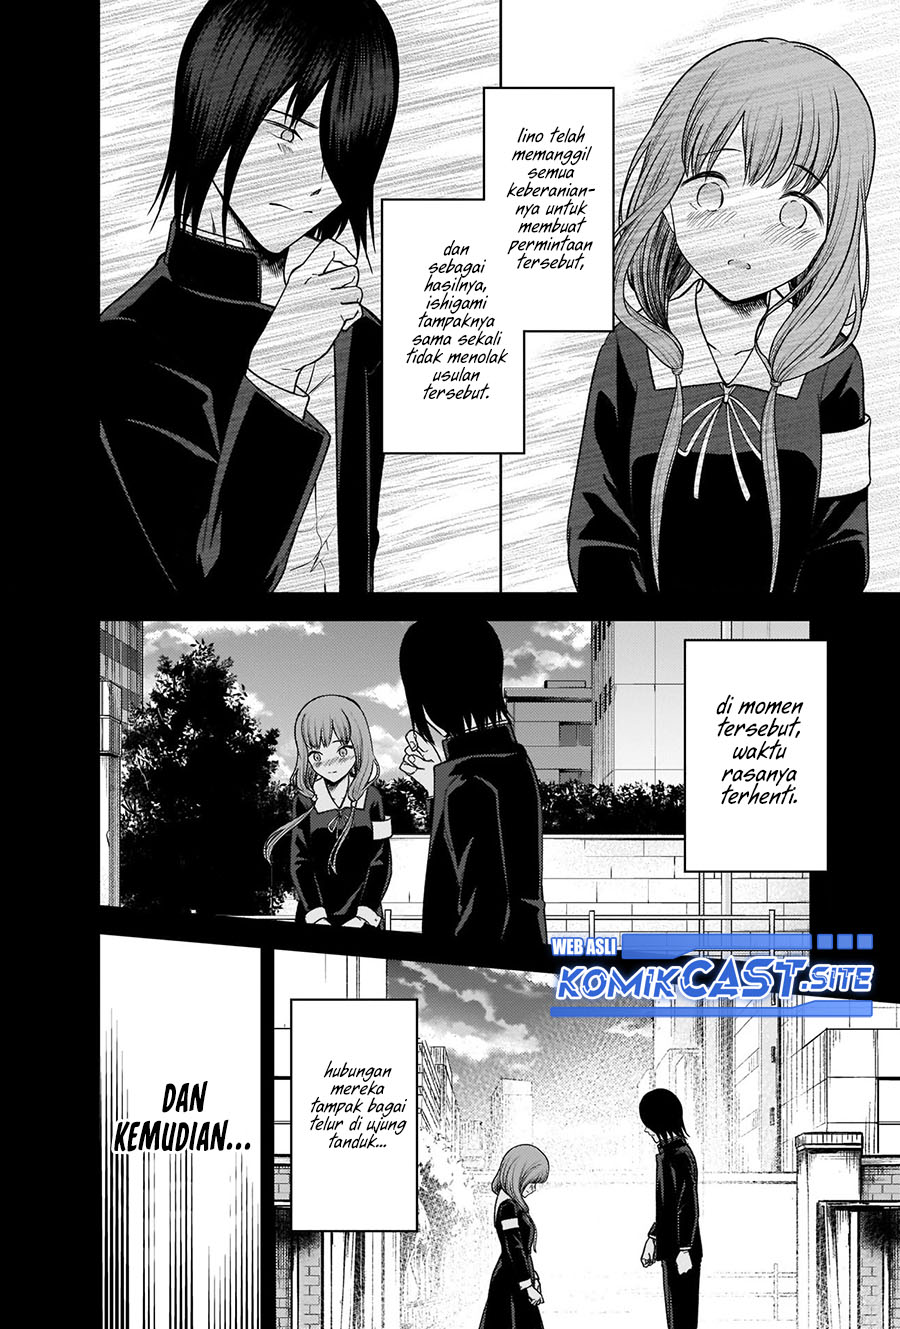 Iino telah
memanggil
semua
keberanian-
nya untuk
membuat
permintaan
tersebut,
dan
sebagai
hasilnya,
ishigami
tampaknya
sama sekali
tidak menolak
usulan
tersebut.
di momen
tersebut,
waktu
rasanya
terhenti.
WEB ASLI
KOMIKCAST.SITE
hubungan
mereka
tampak bagai
telur di ujung
tanduk...
DAN
KEMUDIAN...